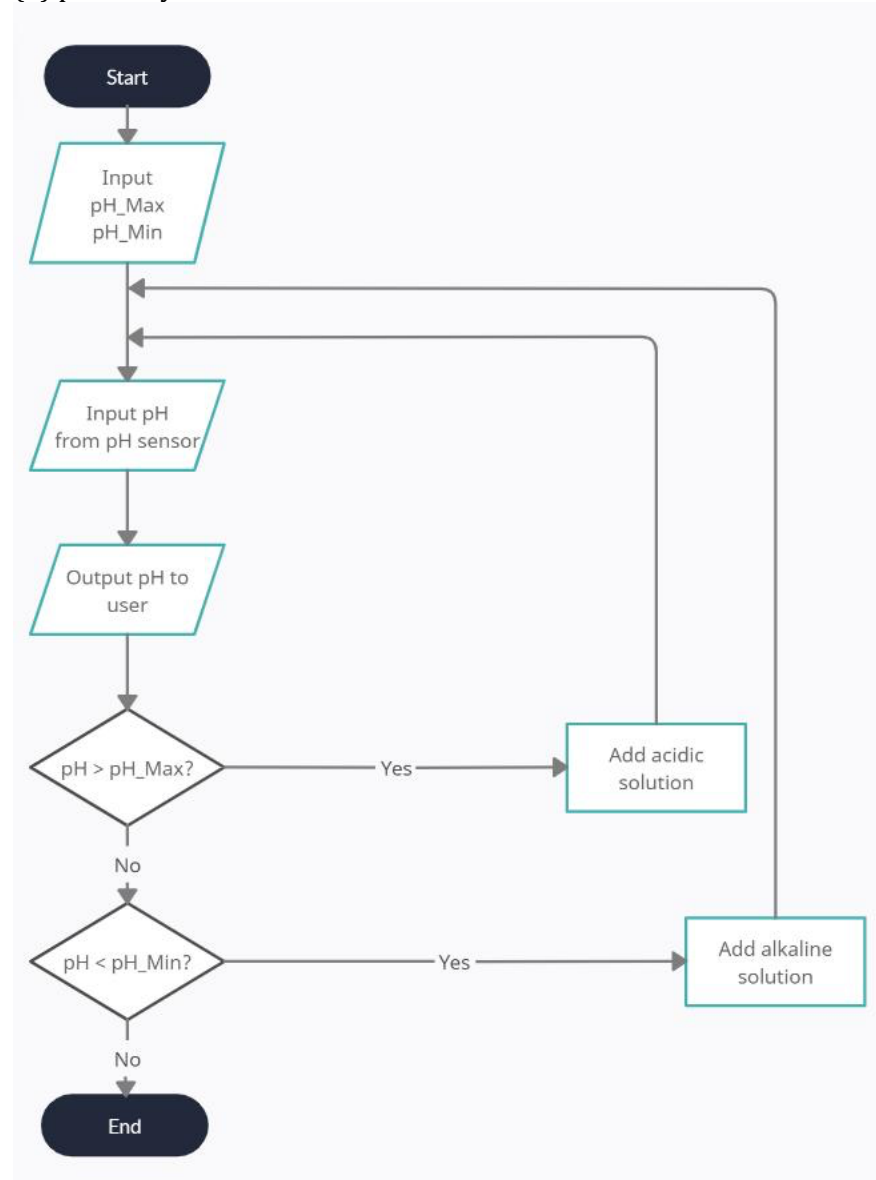 Start
Input
pH_Max
pH_Min
Input pH
from pH sensor
Output pH to
user
pH > pH_Max?
Yes
Add acidic
solution
No
pH < pH_Min?
Yes
Add alkaline
solution
No
End